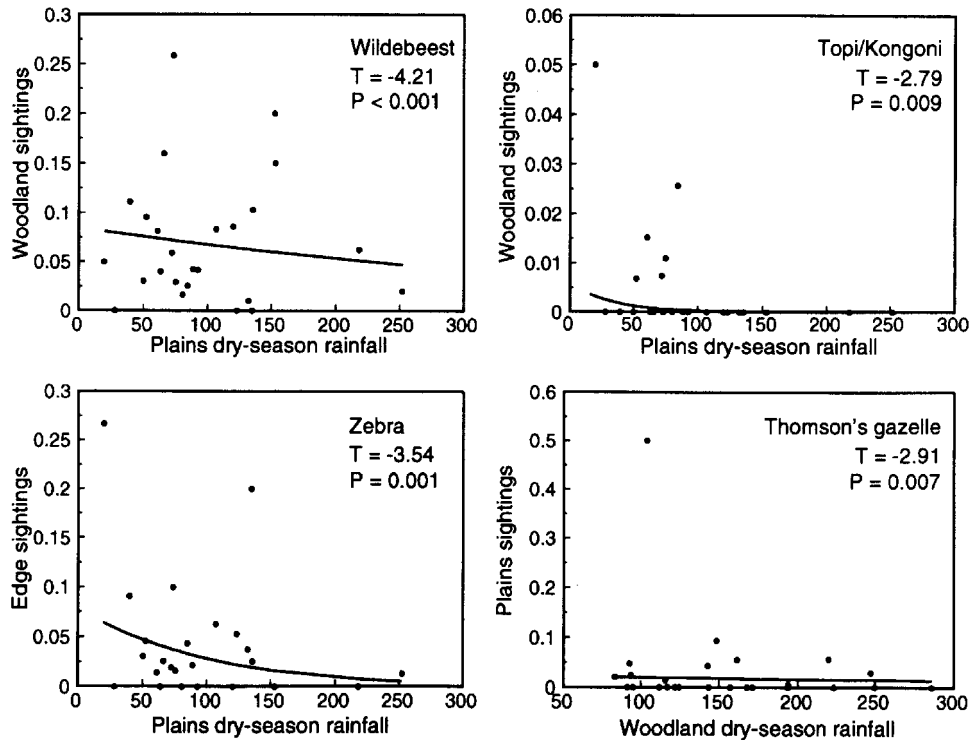 Wildebeest
T = -4.21
P < 0.001
0.3
0.25
0.2
0.15
0.1
0.05
0
Woodland sightings
0 50 100 150 200 250 300
Plains dry-season rainfall
Topi/Kongoni
T = -2.79
P = 0.009
0.06
0.05
0.04
0.03
0.02
0.01
0
Woodland sightings
0 50 100 150 200 250 300
Plains dry-season rainfall
Zebra
T = -3.54
P = 0.001
0.3
0.25
0.2
0.15
0.1
0.05
0
Edge sightings
0 50 100 150 200 250 300
Plains dry-season rainfall
Thomson's gazelle
T = -2.91
P = 0.007
0.6
0.5
0.4
0.3
0.2
0.1
0
Plains sightings
50 100 150 200 250 300
Woodland dry-season rainfall